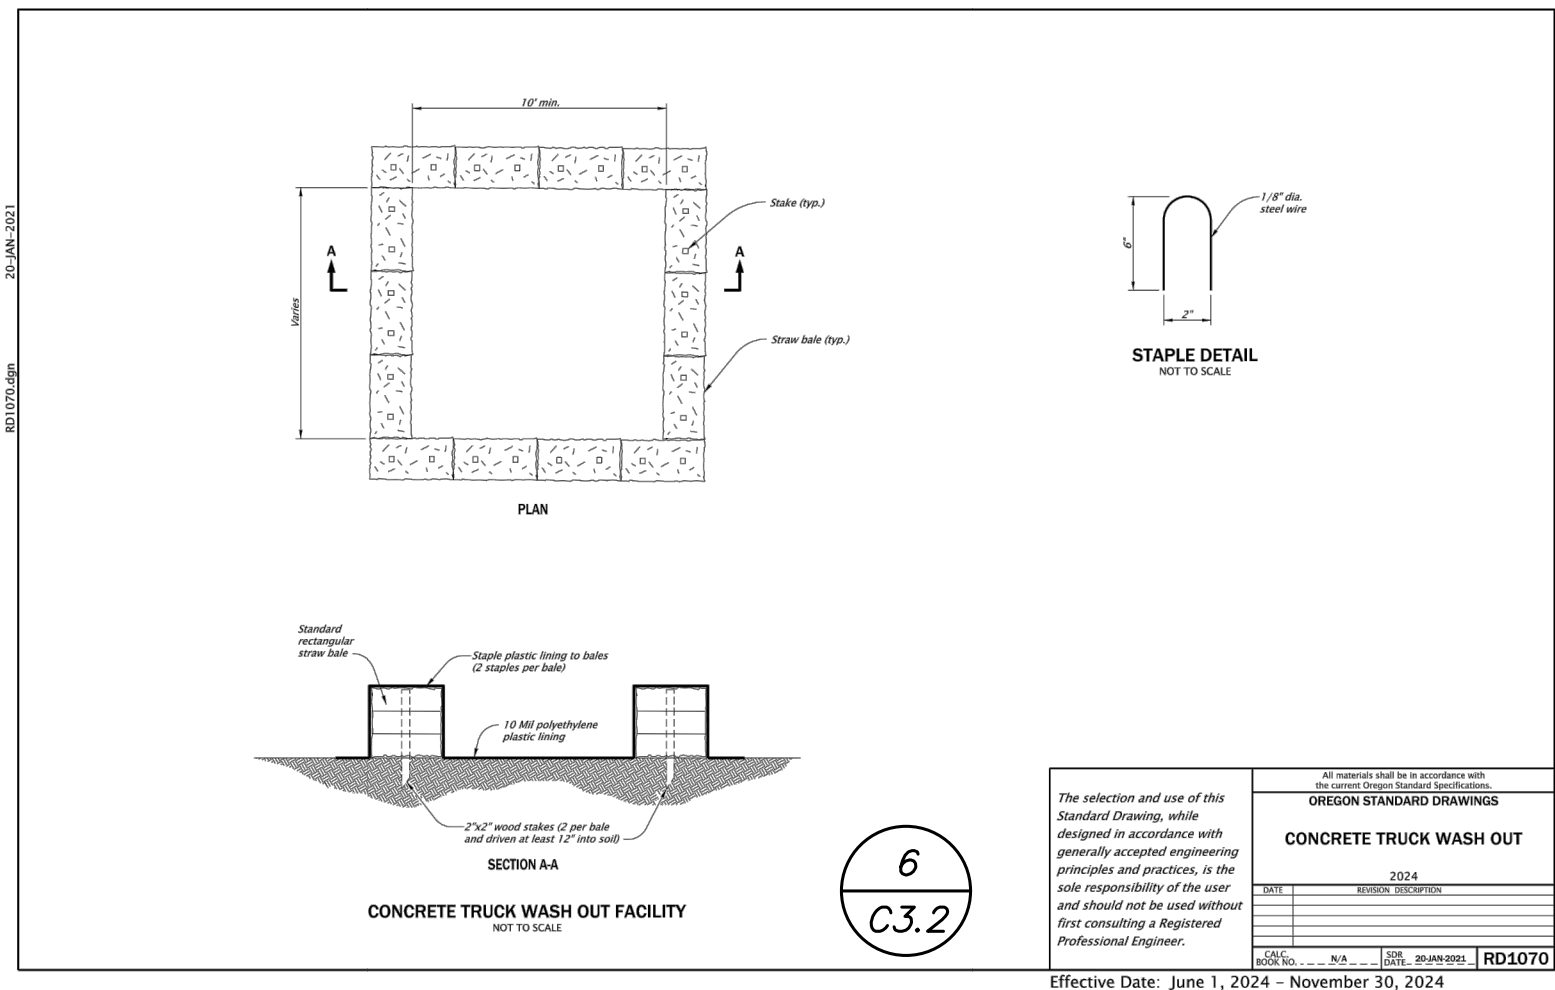 20-JAN-2021
RD1070.dgn
10' min.
Stake (typ.)
A
A
Varies
Straw bale (typ.)
PLAN
1/8" dia.
steel wire
6"
2"
STAPLE DETAIL
NOT TO SCALE
Standard
rectangular
straw bale
Staple plastic lining to bales
(2 staples per bale)
10 Mil polyethylene
plastic lining
2"x2" wood stakes (2 per bale
and driven at least 12" into soil)
SECTION A-A
CONCRETE TRUCK WASH OUT FACILITY
NOT TO SCALE
6
C3.2
The selection and use of this
Standard Drawing, while
designed in accordance with
generally accepted engineering
principles and practices, is the
sole responsibility of the user
and should not be used without
first consulting a Registered
Professional Engineer.
All materials shall be in accordance with
the current Oregon Standard Specifications.
OREGON STANDARD DRAWINGS
CONCRETE TRUCK WASH OUT
2024
DATE REVISION DESCRIPTION
CALC. BOOK NO. N/A SDR DATE 20-JAN-2021 RD1070
Effective Date: June 1, 2024 – November 30, 2024